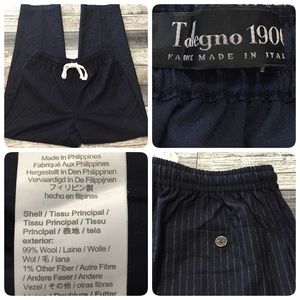 Tollegno 1900
FABRIC MADE IN ITALY
Made In Philippines
Fabriqué Aux Philippines
Hergestellt In Den Philippinen
Vervaardigd In De Filippijnen
フィリピン製
hecho en filipinas
Shell / Tissu Principal /
Tissu Principal / Tissu
Principal / 表地 / tela
exterior:
99% Wool / Laine / Wolle /
Wol / 毛 / lana
1% Other Fiber / Autre Fibre
/ Andere Faser / Andere
Vezel / その他 / otras fibras